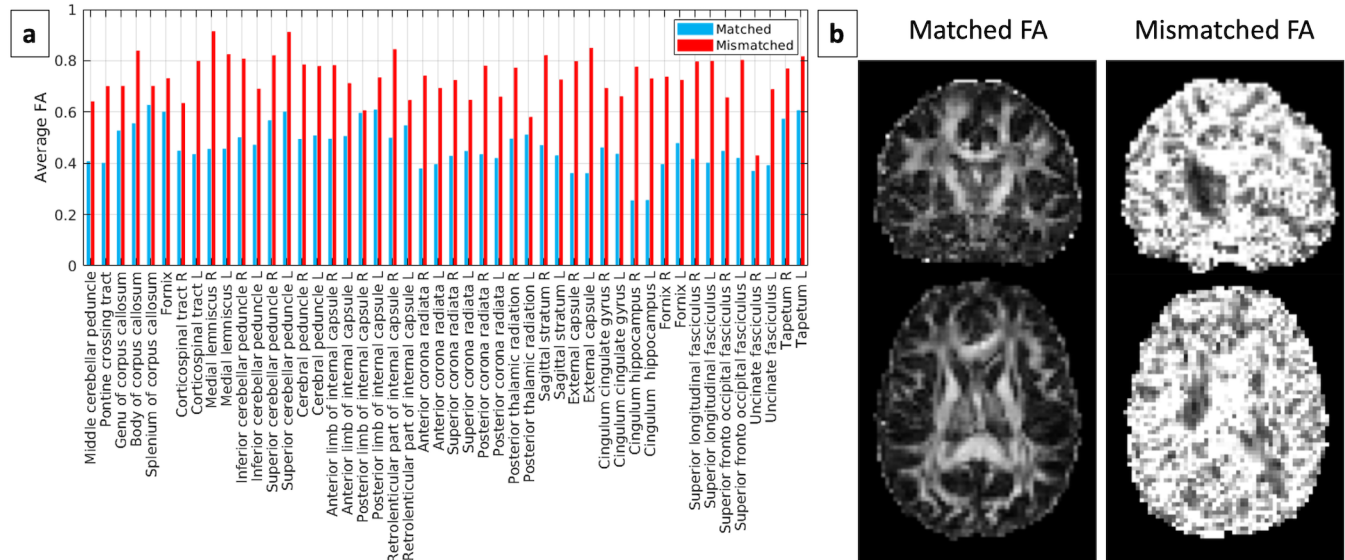 a
1
0.8
0.6
0.4
0.2
0
Average FA
Matched
Mismatched
Middle cerebellar peduncle
Pontine crossing tract
Genu of corpus callosum
Body of corpus callosum
Splenium of corpus callosum
Fornix
Corticospinal tract R
Corticospinal tract L
Medial lemniscus R
Medial lemniscus L
Inferior cerebellar peduncle R
Inferior cerebellar peduncle L
Superior cerebellar peduncle R
Superior cerebellar peduncle L
Cerebral peduncle R
Cerebral peduncle L
Anterior limb of internal capsule R
Anterior limb of internal capsule L
Posterior limb of internal capsule R
Posterior limb of internal capsule L
Retrolenticular part of internal capsule R
Retrolenticular part of internal capsule L
Anterior corona radiata R
Anterior corona radiata L
Superior corona radiata R
Superior corona radiata L
Posterior corona radiata R
Posterior corona radiata L
Posterior thalamic radiation R
Posterior thalamic radiation L
Sagittal stratum R
Sagittal stratum L
External capsule R
External capsule L
Cingulum cingulate gyrus R
Cingulum cingulate gyrus L
Cingulum hippocampus R
Cingulum hippocampus L
Fornix R
Fornix L
Superior longitudinal fasciculus R
Superior longitudinal fasciculus L
Superior fronto occipital fasciculus R
Superior fronto occipital fasciculus L
Uncinate fasciculus R
Uncinate fasciculus L
Tapetum R
Tapetum L
b
Matched FA
Mismatched FA